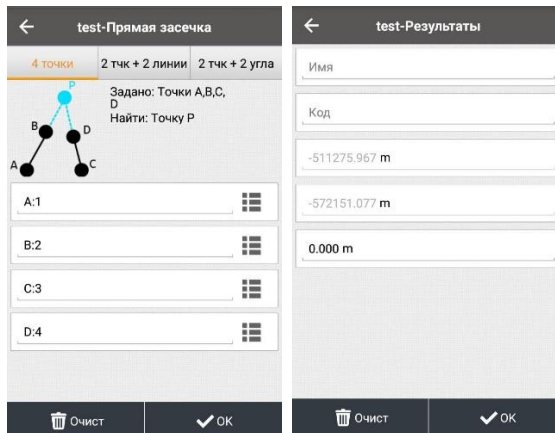 test-Прямая засечка
4 точки
2 тчк + 2 линии
2 тчк + 2 угла
P
B
D
A
C
Задано: Точки A,B,C,
D
Найти: Точку P
A:1
B:2
C:3
D:4
Очист
OK
test-Результаты
Имя
Код
-511275.967 m
-572151.077 m
0.000 m
Очист
OK